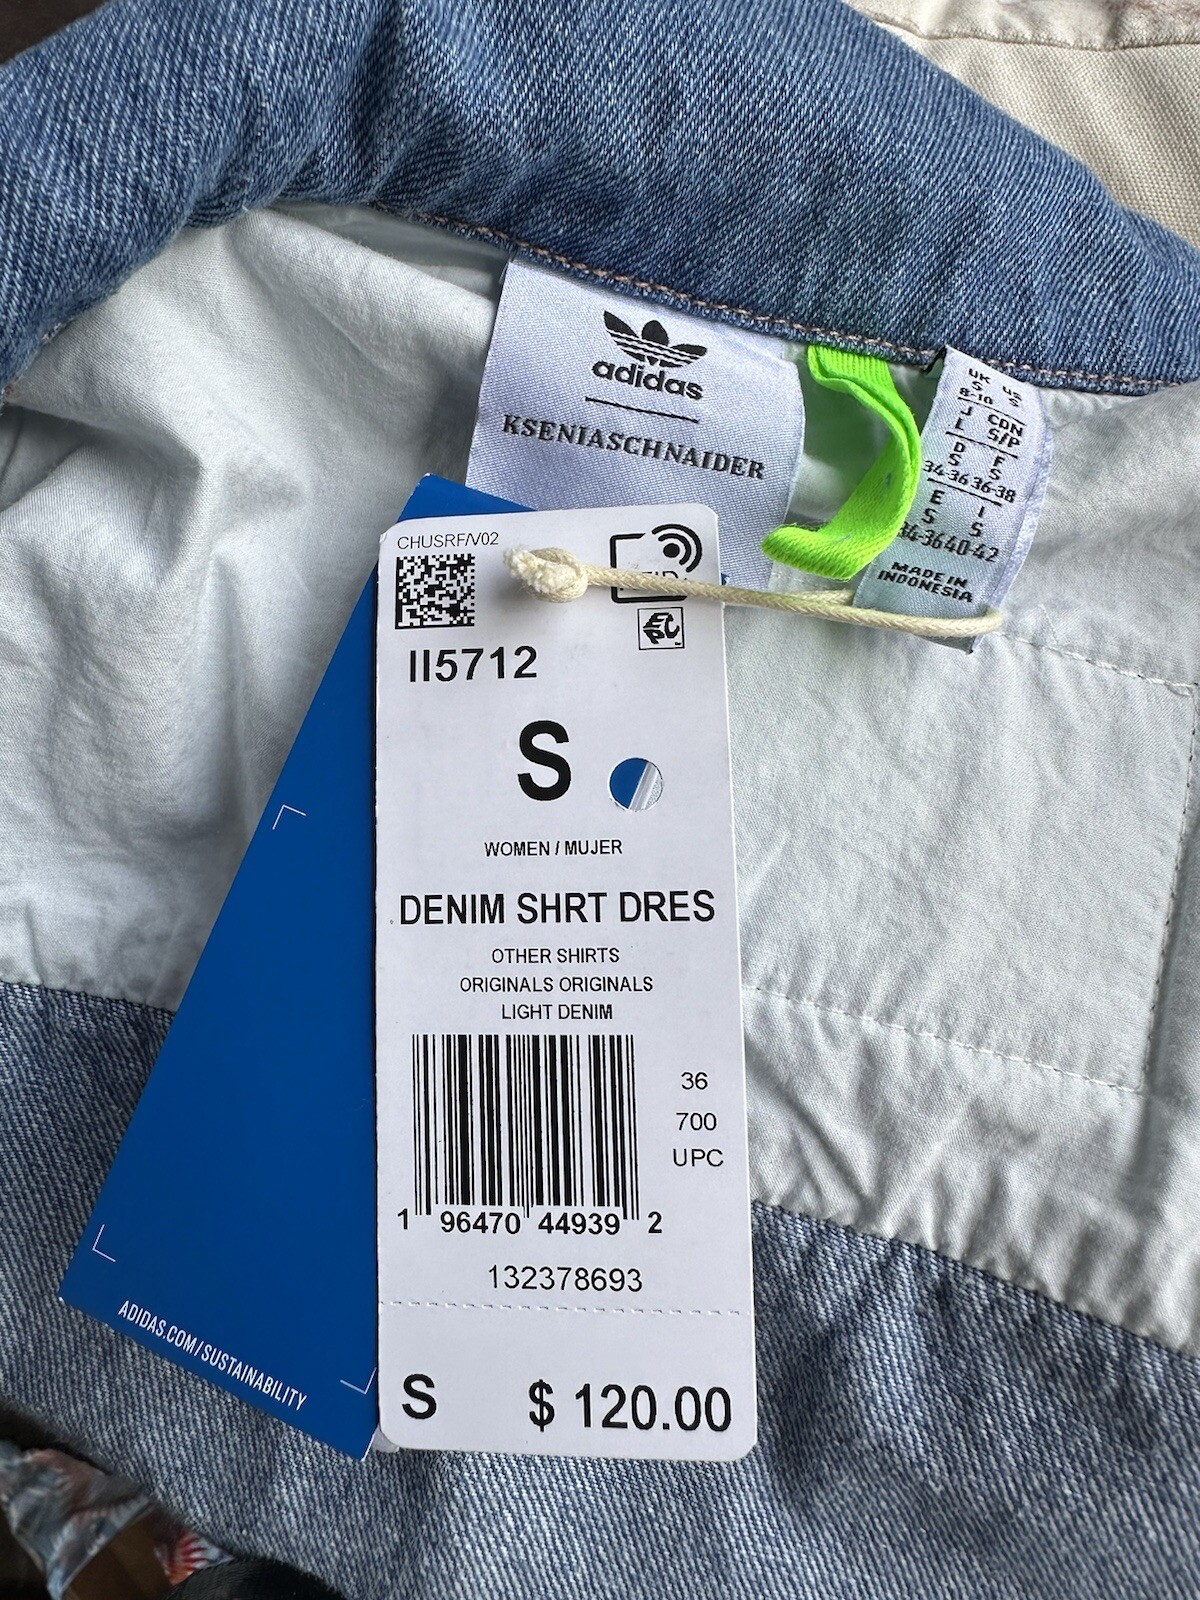 adidas
KSENIASCHNAIDER
UK US
S S
8-10
J CDN
L S/P
D F
S S
34-36 36-38
E I
S S
34-36 40-42
MADE IN
INDONESIA
CHUSRF/V02
II5712
S
WOMEN / MUJER
DENIM SHRT DRES
OTHER SHIRTS
ORIGINALS ORIGINALS
LIGHT DENIM
36
700
UPC
1 96470 44939 2
132378693
S $ 120.00
ADIDAS.COM/SUSTAINABILITY
EPC